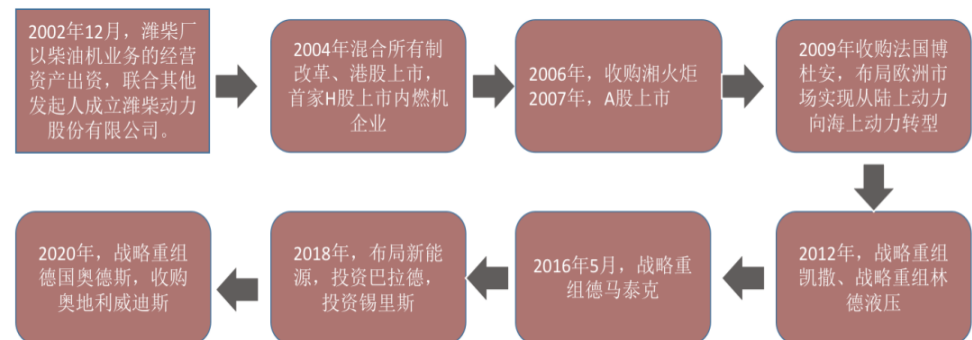 2002年12月，潍柴厂
以柴油机业务的经营
资产出资，联合其他
发起人成立潍柴动力
股份有限公司。
2004年混合所有制
改革、港股上市，
首家H股上市内燃机
企业
2006年，收购湘火炬
2007年，A股上市
2009年收购法国博
杜安，布局欧洲市
场实现从陆上动力
向海上动力转型
2012年，战略重组
凯撒、战略重组林
德液压
2016年5月，战略重
组德马泰克
2018年，布局新能
源，投资巴拉德，
投资锡里斯
2020年，战略重组
德国奥德斯，收购
奥地利威迪斯